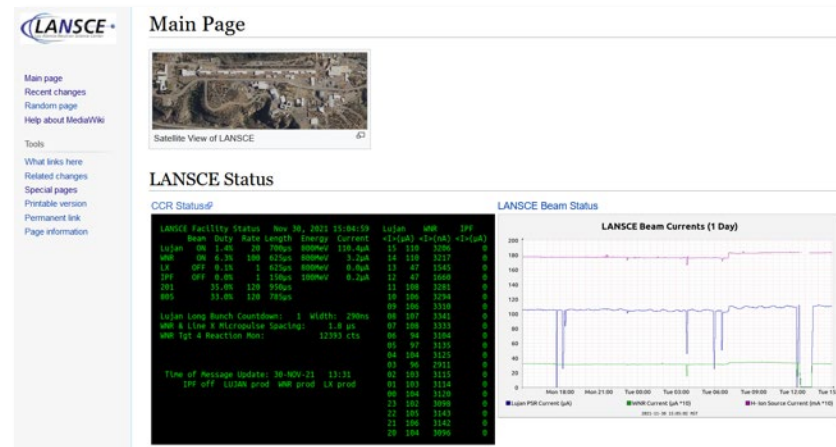 LANSCE
Main page
Recent changes
Random page
Help about MediaWiki
Tools
What links here
Related changes
Special pages
Printable version
Permanent link
Page information
Main Page
Satellite View of LANSCE
LANSCE Status
CCR Status
LANSCE Facility Status Nov 30, 2021 15:04:59
Beam Duty Rate Length Energy Current
Lujan ON 1.4% 20 700µs 800MeV 110.4µA
WNR ON 6.3% 100 625µs 800MeV 3.2µA
LX OFF 0.1% 1 625µs 800MeV 0.0µA
IPF OFF 0.0% 1 150µs 100MeV 0.2µA
201 35.0% 120 950µs
805 33.0% 120 785µs
Lujan Long Bunch Countdown: 1 Width: 290ns
WNR & Line X Micropulse Spacing: 1.8 µs
WNR Tgt 4 Reaction Mon: 12393 cts
Time of Message Update: 30-NOV-21 13:31
IPF off LUJAN prod WNR prod LX prod
Lujan WNR IPF
<I>(µA) <I>(nA) <I>(µA)
15 110 3206 0
14 110 3217 0
13 47 1545 0
12 47 1660 0
11 108 3281 0
10 106 3294 0
09 106 3310 0
08 107 3341 0
07 108 3333 0
06 94 3104 0
05 97 3135 0
04 104 3125 0
03 96 2911 0
02 103 3115 0
01 103 3114 0
00 104 3120 0
23 102 3098 0
22 105 3143 0
21 106 3142 0
20 104 3096 0
LANSCE Beam Status
LANSCE Beam Currents (1 Day)
200
180
160
140
120
100
80
60
40
20
0
Mon 18:00 Mon 21:00 Tue 00:00 Tue 03:00 Tue 06:00 Tue 09:00 Tue 12:00 Tue 15
Lujan PSR Current (µA) WNR Current (µA *10) H- Ion Source Current (mA *10)
2021-11-30 15:05:02 MST